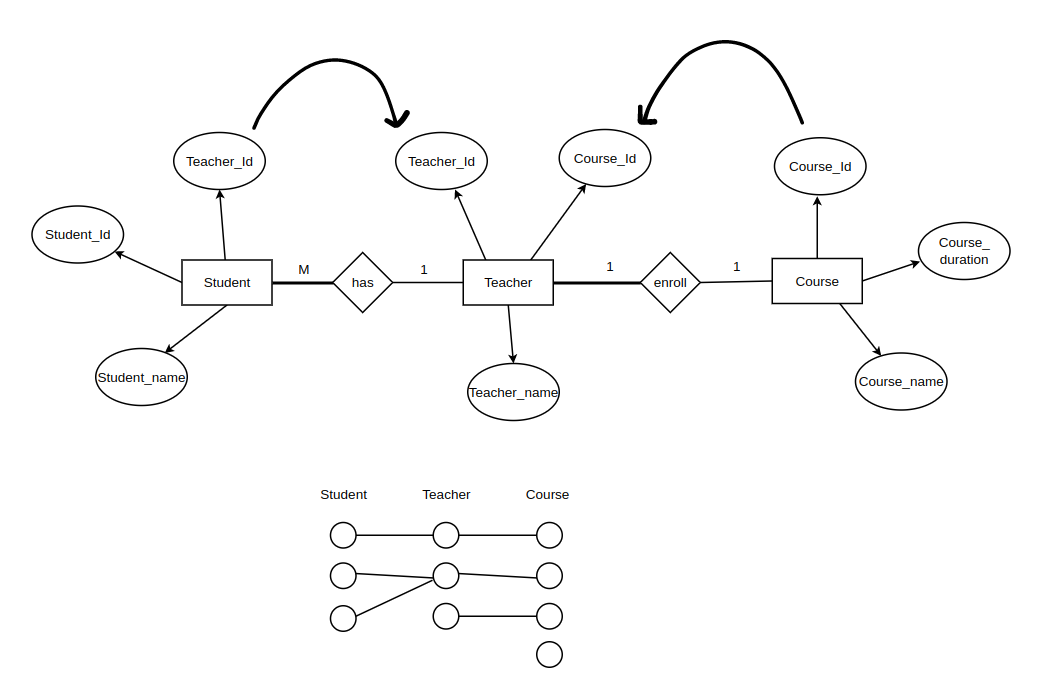 Teacher_Id
Teacher_Id
Course_Id
Course_Id
Student_Id
Course_
duration
Student
M
has
1
Teacher
1
enroll
1
Course
Student_name
Teacher_name
Course_name
Student
Teacher
Course